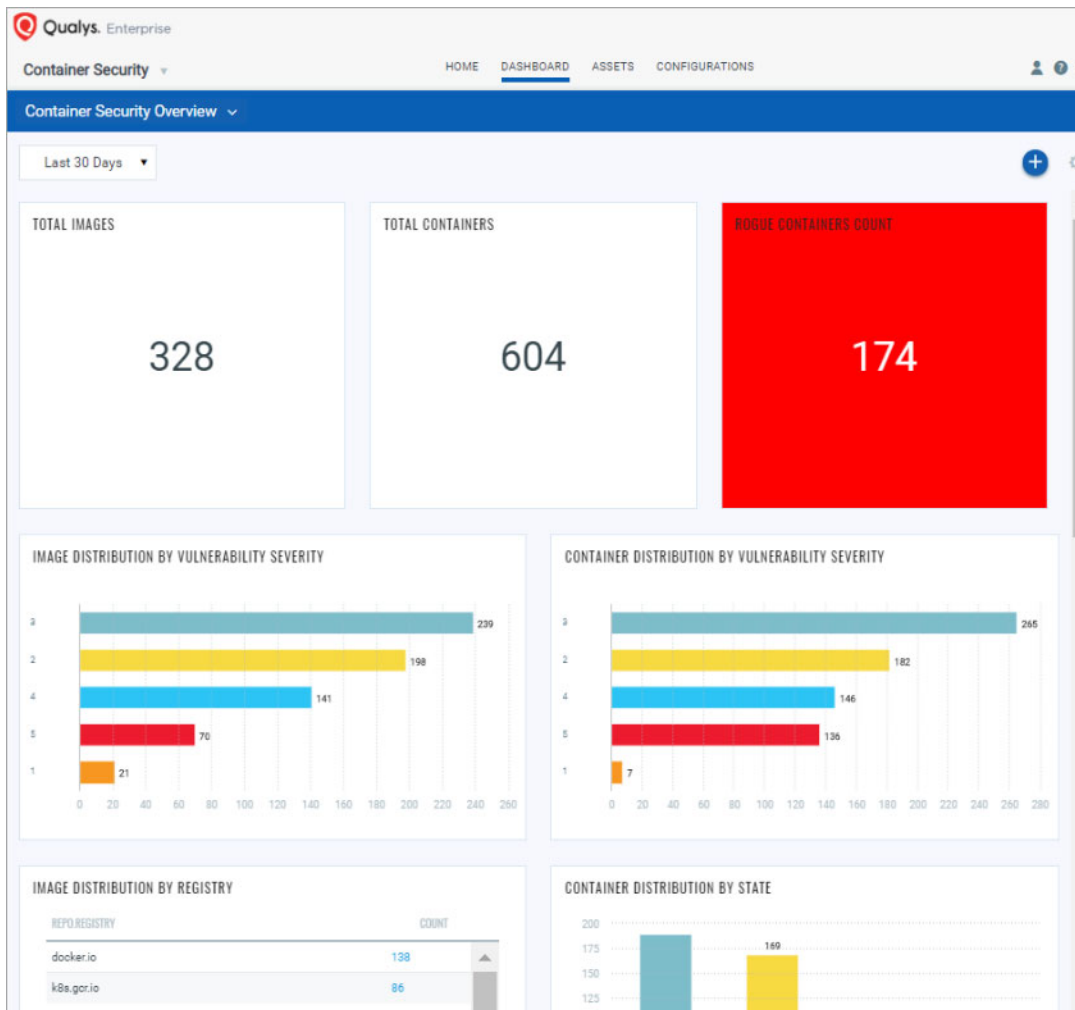 Qualys. Enterprise
Container Security
HOME DASHBOARD ASSETS CONFIGURATIONS
Container Security Overview
Last 30 Days
TOTAL IMAGES
328
TOTAL CONTAINERS
604
ROGUE CONTAINERS COUNT
174
IMAGE DISTRIBUTION BY VULNERABILITY SEVERITY
3 239
2 198
4 141
5 70
1 21
0 20 40 60 80 100 120 140 160 180 200 220 240 260
CONTAINER DISTRIBUTION BY VULNERABILITY SEVERITY
3 265
2 182
4 146
5 136
1 7
0 20 40 60 80 100 120 140 160 180 200 220 240 260 280
IMAGE DISTRIBUTION BY REGISTRY
REPO.REGISTRY COUNT
docker.io 138
k8s.gcr.io 86
CONTAINER DISTRIBUTION BY STATE
200
175
169
150
125